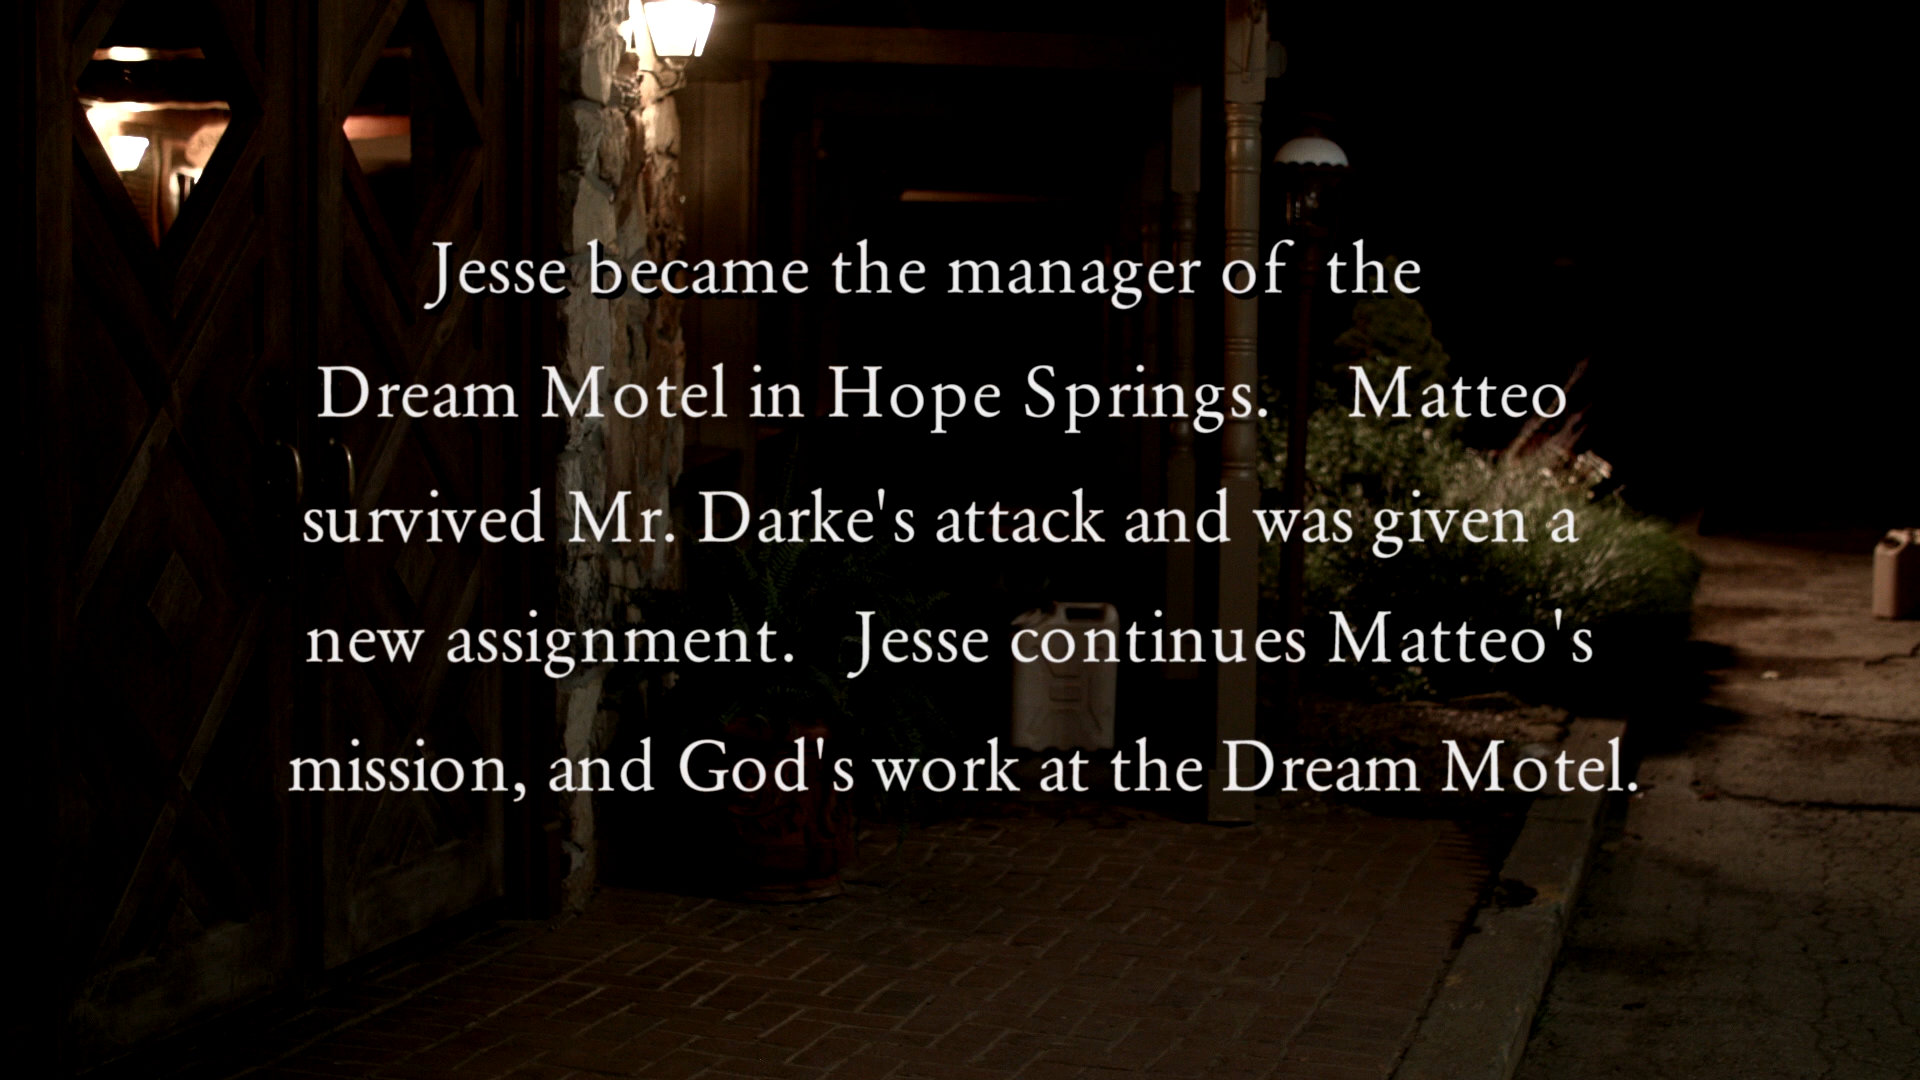 Jesse became the manager of the
Dream Motel in Hope Springs. Matteo
survived Mr. Darke's attack and was given a
new assignment. Jesse continues Matteo's
mission, and God's work at the Dream Motel.